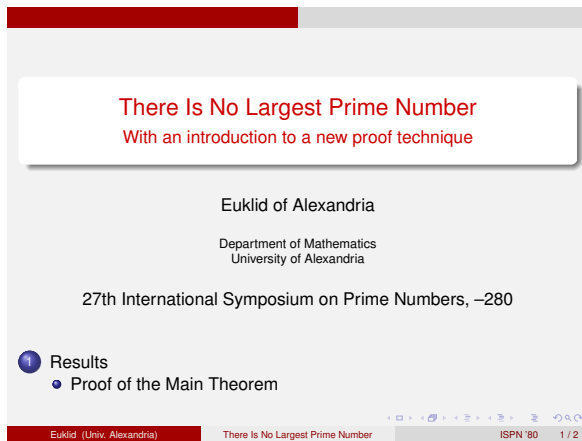 There Is No Largest Prime Number
With an introduction to a new proof technique
Euklid of Alexandria
Department of Mathematics
University of Alexandria
27th International Symposium on Prime Numbers, –280
1 Results
Proof of the Main Theorem
Euklid (Univ. Alexandria) There Is No Largest Prime Number ISPN '80 1 / 2